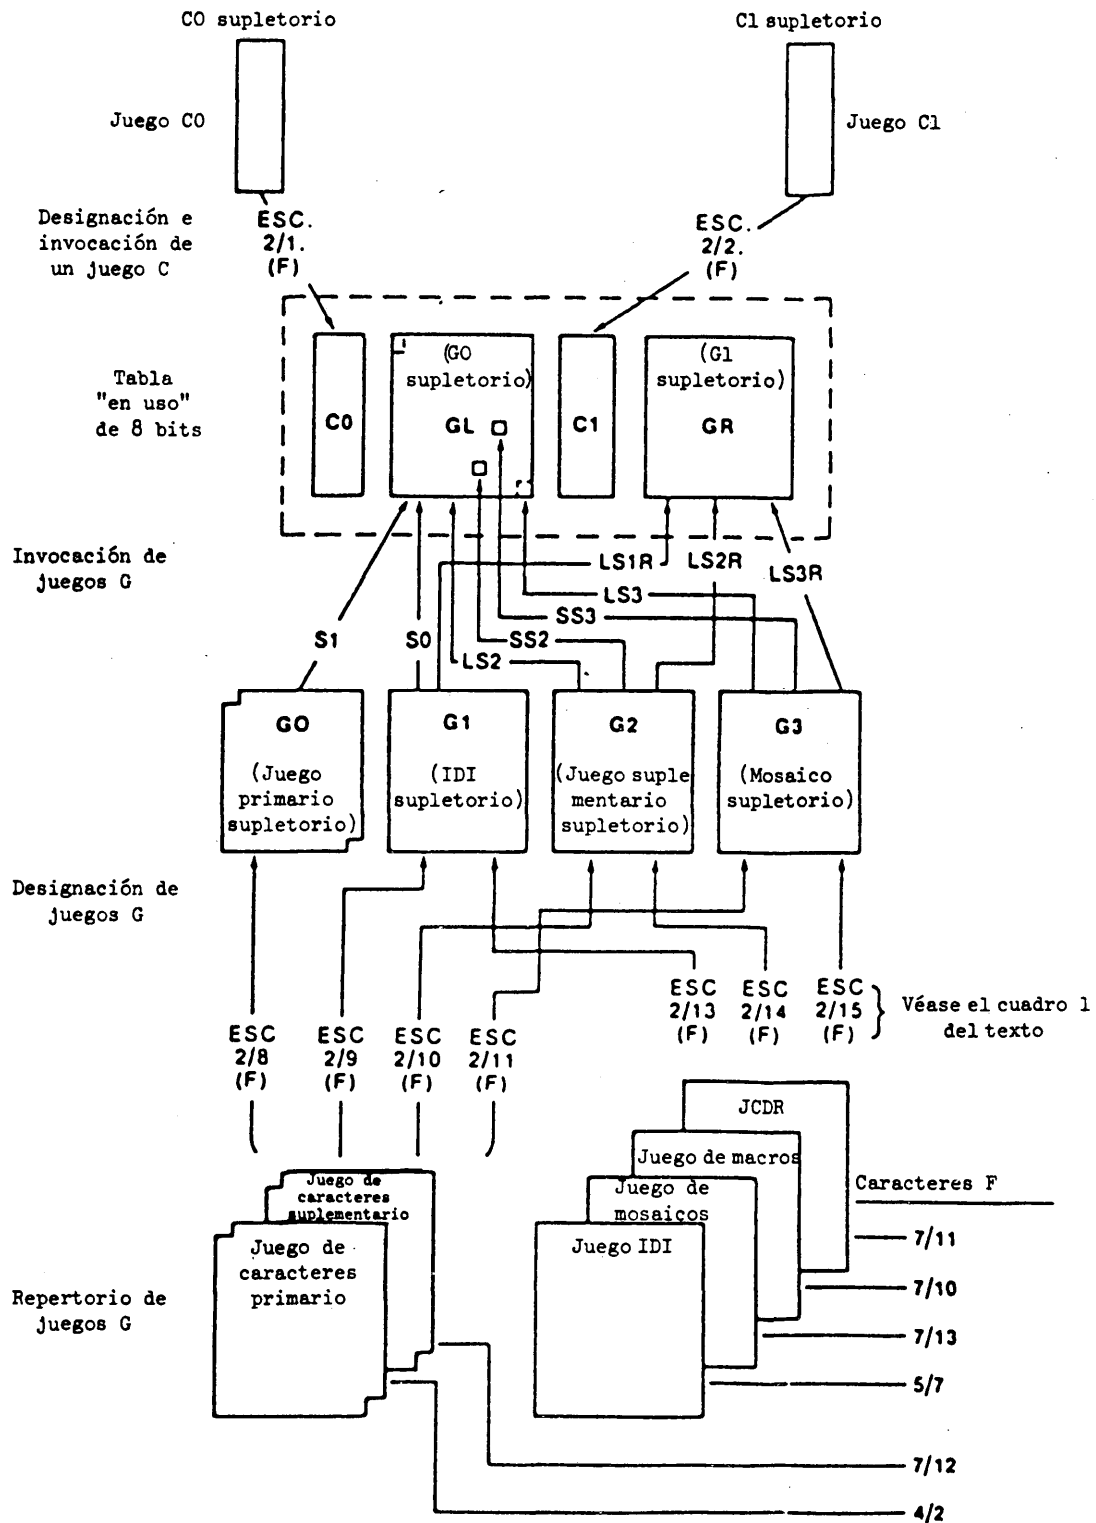 C0 supletorio
C1 supletorio
Juego C0
Juego C1
Designación e
invocación de
un juego C
ESC.
2/1.
(F)
ESC.
2/2.
(F)
Tabla
"en uso"
de 8 bits
C0
(G0
supletorio)
GL
C1
(G1
supletorio)
GR
Invocación de
juegos G
LS1R
LS2R
LS3R
LS3
SS3
S1
S0
SS2
LS2
G0
(Juego
primario
supletorio)
G1
(IDI
supletorio)
G2
(Juego suple
mentario
supletorio)
G3
(Mosaico
supletorio)
Designación de
juegos G
ESC
2/8
(F)
ESC
2/9
(F)
ESC
2/10
(F)
ESC
2/11
(F)
ESC
2/13
(F)
ESC
2/14
(F)
ESC
2/15
(F)
Véase el cuadro 1
del texto
Repertorio de
juegos G
Juego de
caracteres
suplementario
Juego de
caracteres
primario
JCDR
Juego de macros
Juego de
mosaicos
Juego IDI
Caracteres F
7/11
7/10
7/13
5/7
7/12
4/2